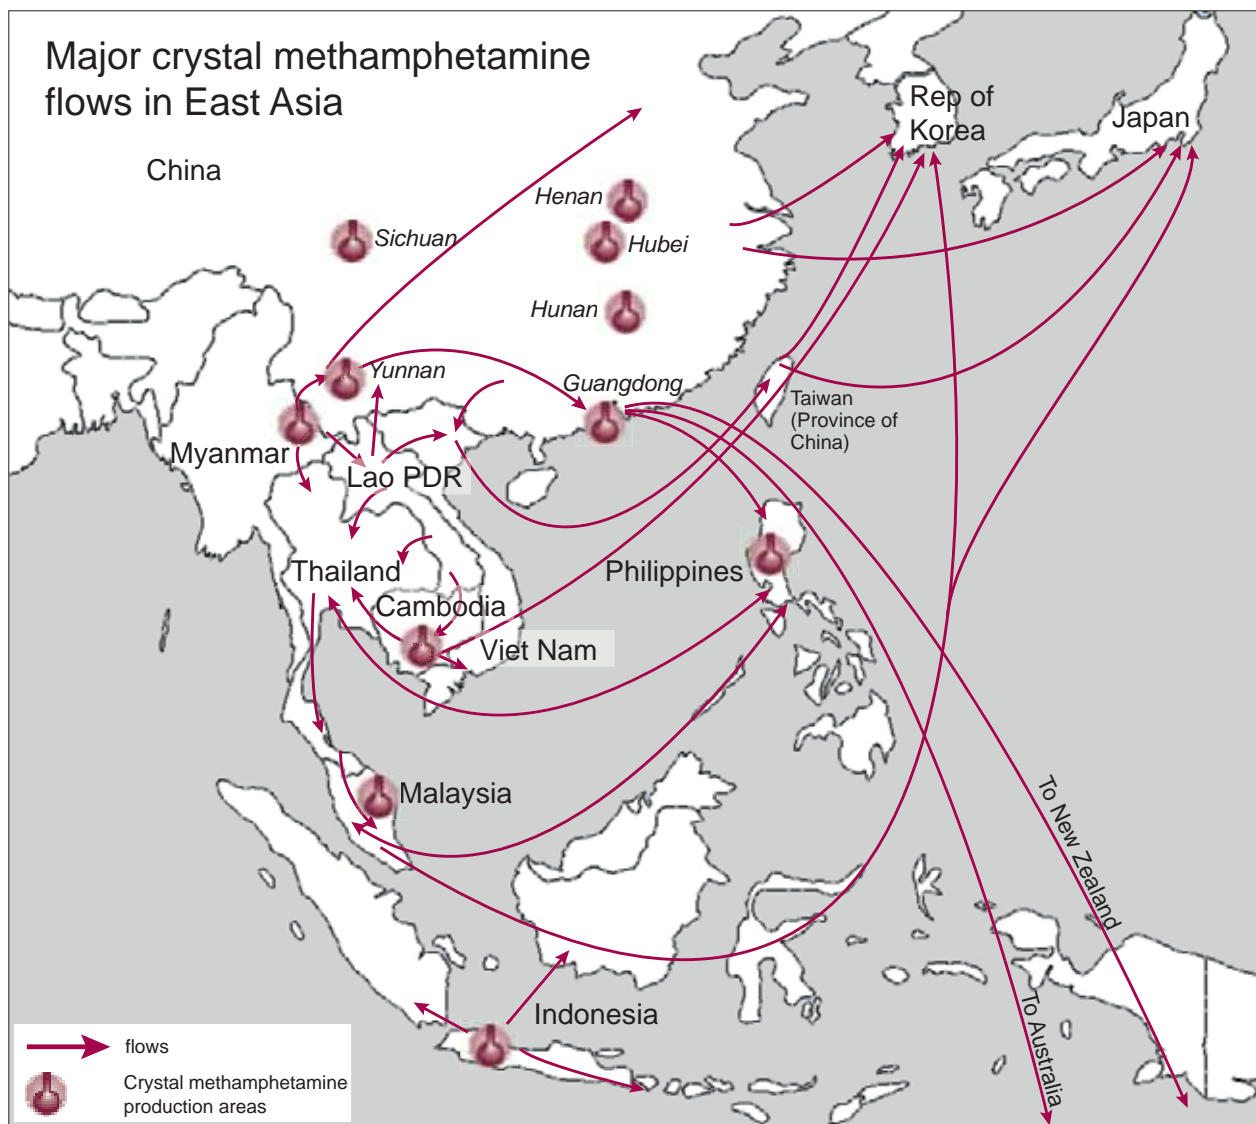 Major crystal methamphetamine
flows in East Asia
China
Rep of
Korea
Japan
Henan
Sichuan
Hubei
Hunan
Yunnan
Guangdong
Taiwan
(Province of
China)
Myanmar
Lao PDR
Thailand
Philippines
Cambodia
Viet Nam
Malaysia
To New Zealand
Indonesia
To Australia
flows
Crystal methamphetamine
production areas